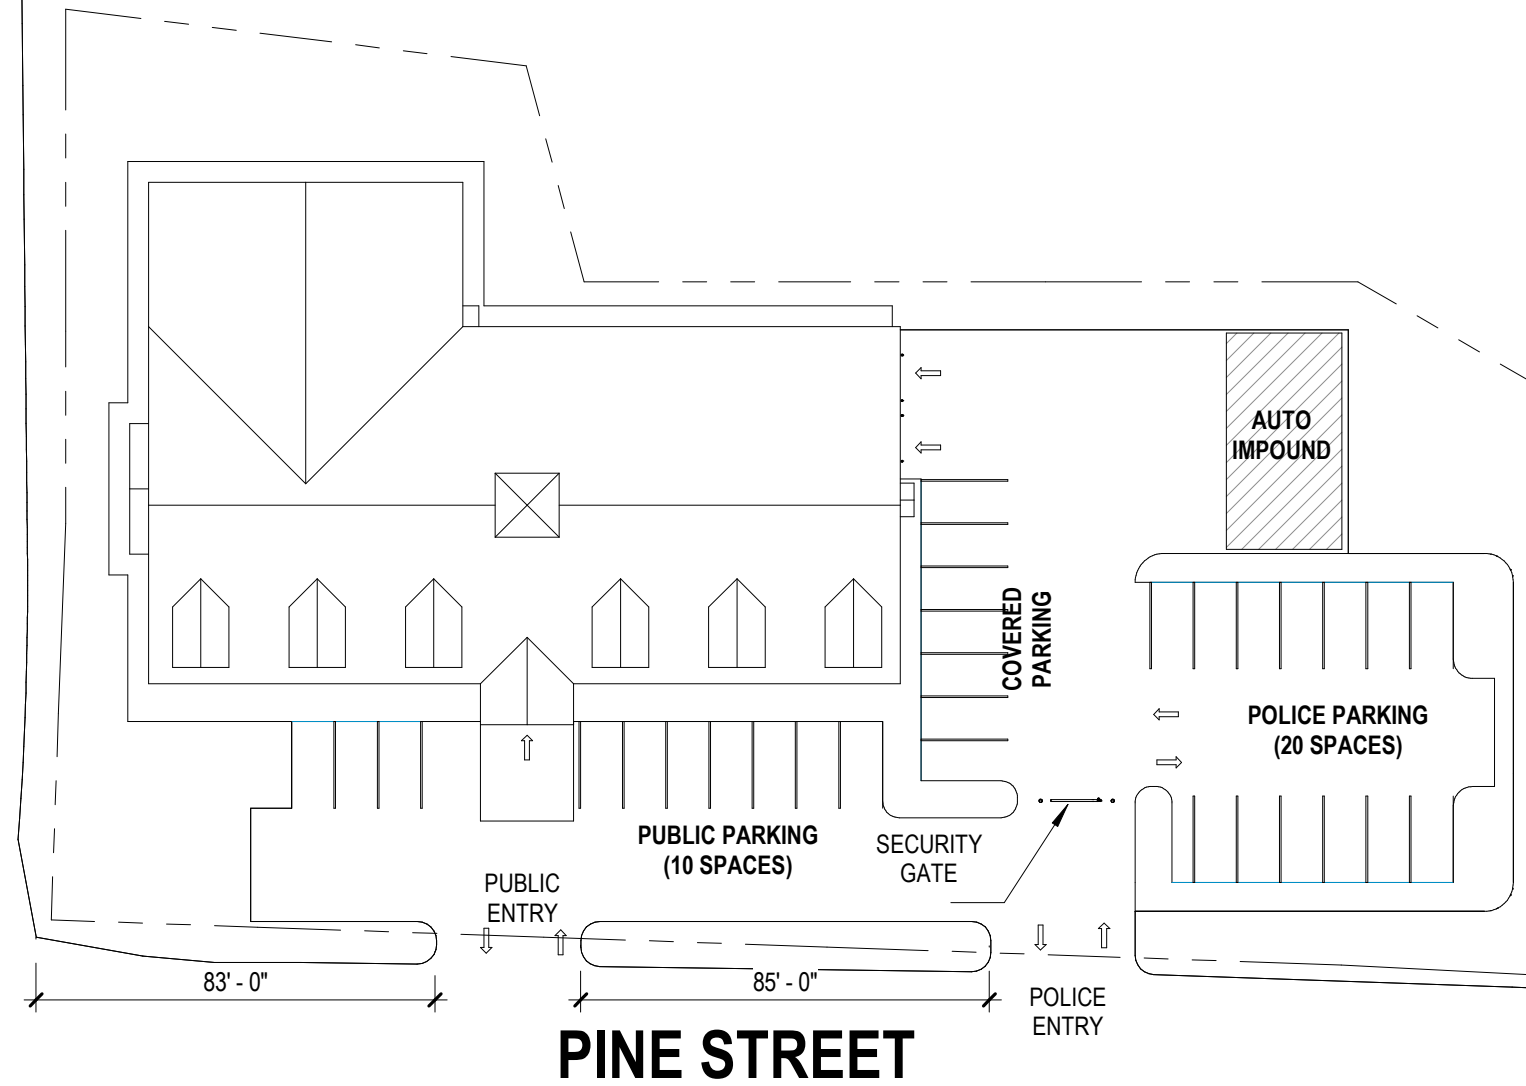 AUTO
IMPOUND
COVERED
PARKING
POLICE PARKING
(20 SPACES)
PUBLIC PARKING
(10 SPACES)
SECURITY
GATE
PUBLIC
ENTRY
83' - 0"
85' - 0"
POLICE
ENTRY
PINE STREET